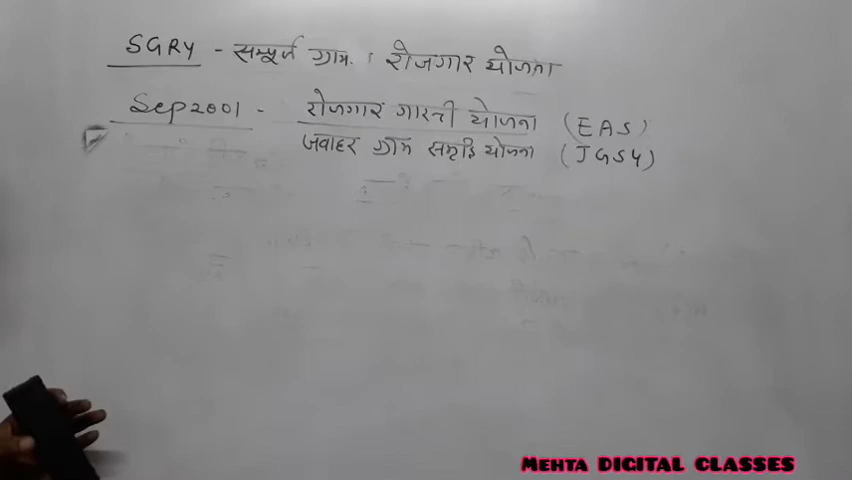 SGRY - सम्पूर्ण ग्राम रोजगार योजना
Sep 2001 - रोजगार गारन्टी योजना (EAS)
जवाहर ग्राम समृद्धि योजना (JGSY)
MEHTA DIGITAL CLASSES